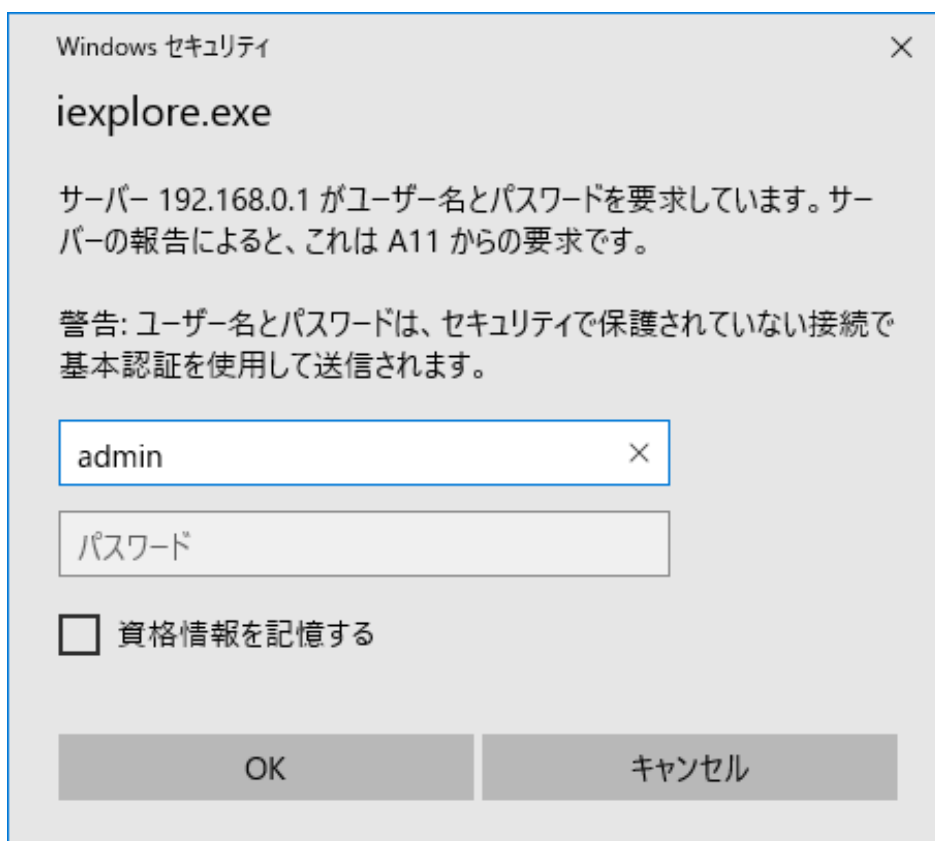 Windows セキュリティ
iexplore.exe
サーバー 192.168.0.1 がユーザー名とパスワードを要求しています。サー
バーの報告によると、これは A11 からの要求です。
警告: ユーザー名とパスワードは、セキュリティで保護されていない接続で
基本認証を使用して送信されます。
admin
パスワード
資格情報を記憶する
OK
キャンセル